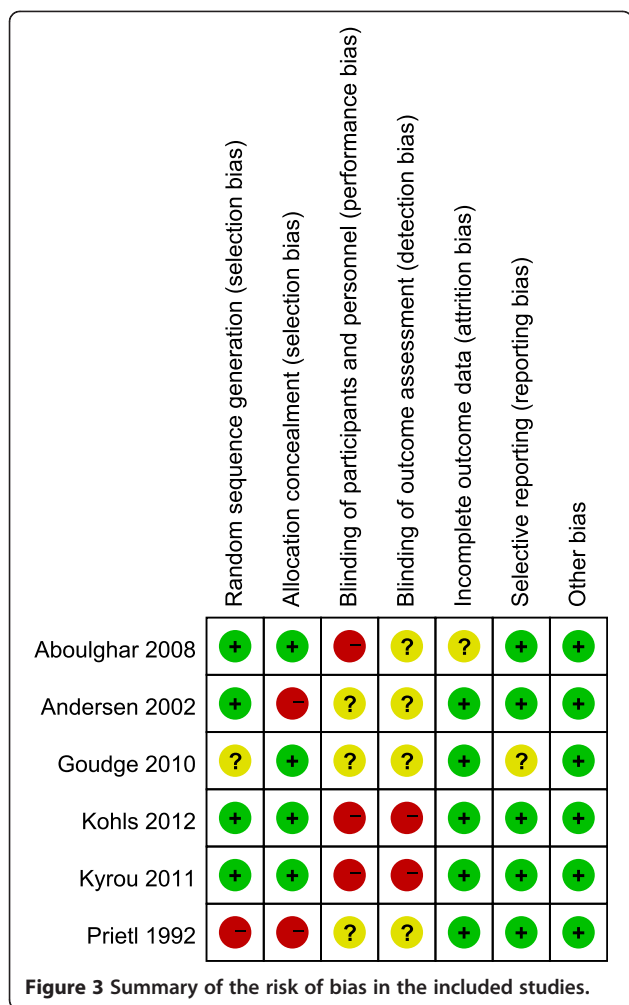 Random sequence generation (selection bias)
Allocation concealment (selection bias)
Blinding of participants and personnel (performance bias)
Blinding of outcome assessment (detection bias)
Incomplete outcome data (attrition bias)
Selective reporting (reporting bias)
Other bias
Aboulghar 2008 + + – ? ? + +
Andersen 2002 + – ? ? + + +
Goudge 2010 ? + ? ? + ? +
Kohls 2012 + + – – + + +
Kyrou 2011 + + – – + + +
Prietl 1992 – – ? ? + + +
Figure 3 Summary of the risk of bias in the included studies.